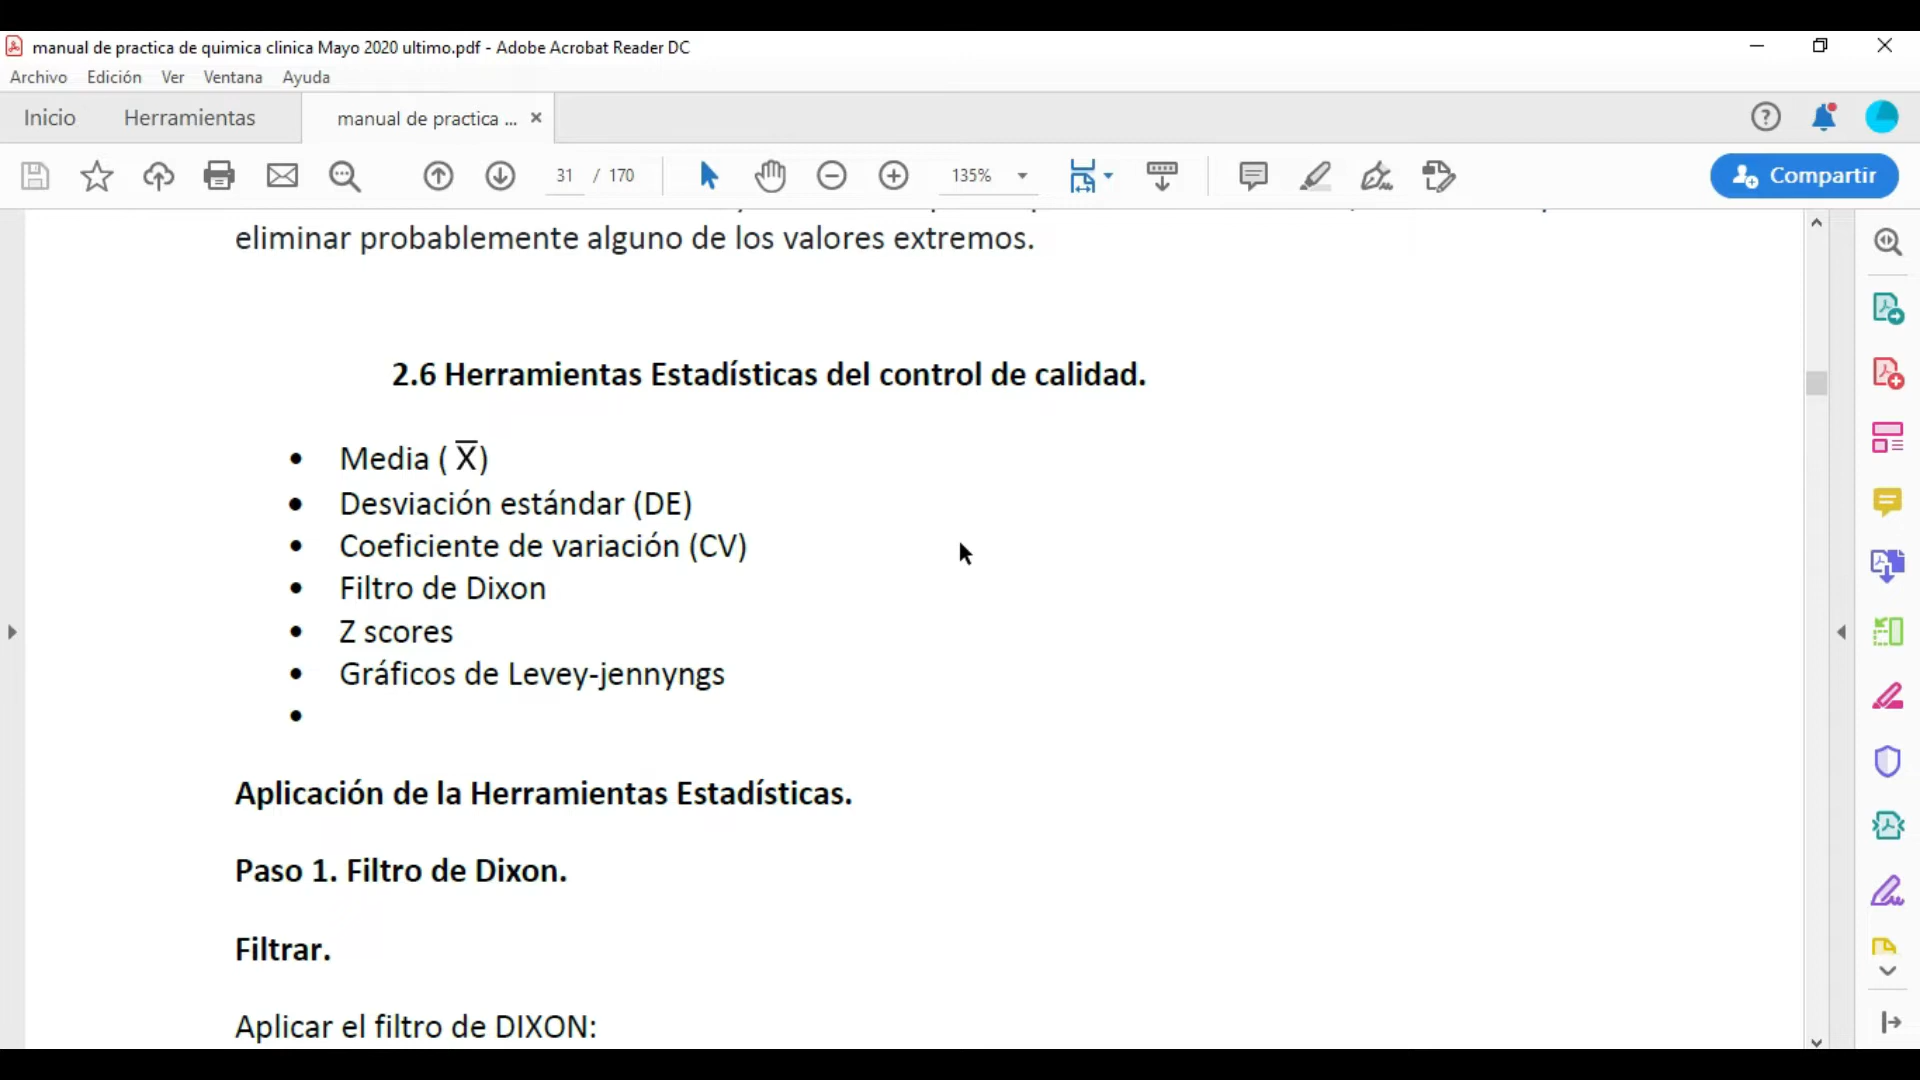 manual de practica de quimica clinica Mayo 2020 ultimo.pdf - Adobe Acrobat Reader DC
Archivo Edición Ver Ventana Ayuda
Inicio Herramientas manual de practica ...
31 / 170 135% Compartir
eliminar probablemente alguno de los valores extremos.
2.6 Herramientas Estadísticas del control de calidad.
• Media ( X̅)
• Desviación estándar (DE)
• Coeficiente de variación (CV)
• Filtro de Dixon
• Z scores
• Gráficos de Levey-jennyngs
•
Aplicación de la Herramientas Estadísticas.
Paso 1. Filtro de Dixon.
Filtrar.
Aplicar el filtro de DIXON: